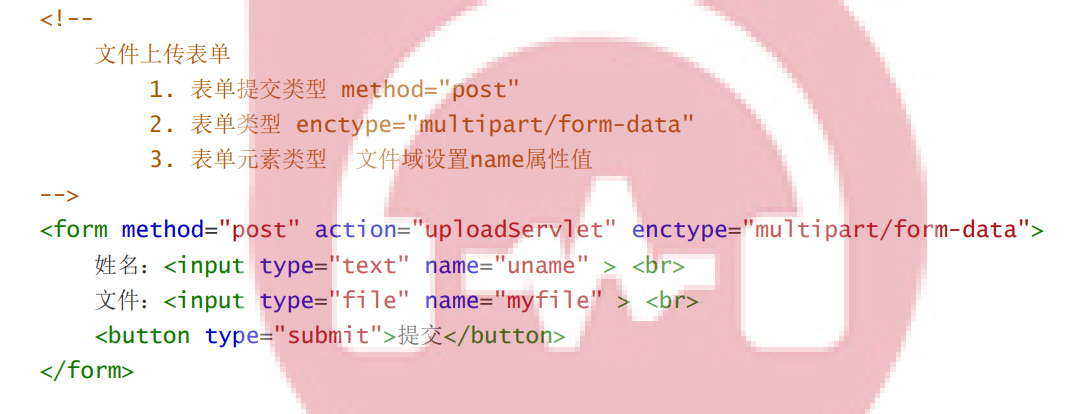 <!--
文件上传表单
1. 表单提交类型 method="post"
2. 表单类型 enctype="multipart/form-data"
3. 表单元素类型 文件域设置name属性值
-->
<form method="post" action="uploadServlet" enctype="multipart/form-data">
姓名：<input type="text" name="uname" > <br>
文件：<input type="file" name="myfile" > <br>
<button type="submit">提交</button>
</form>